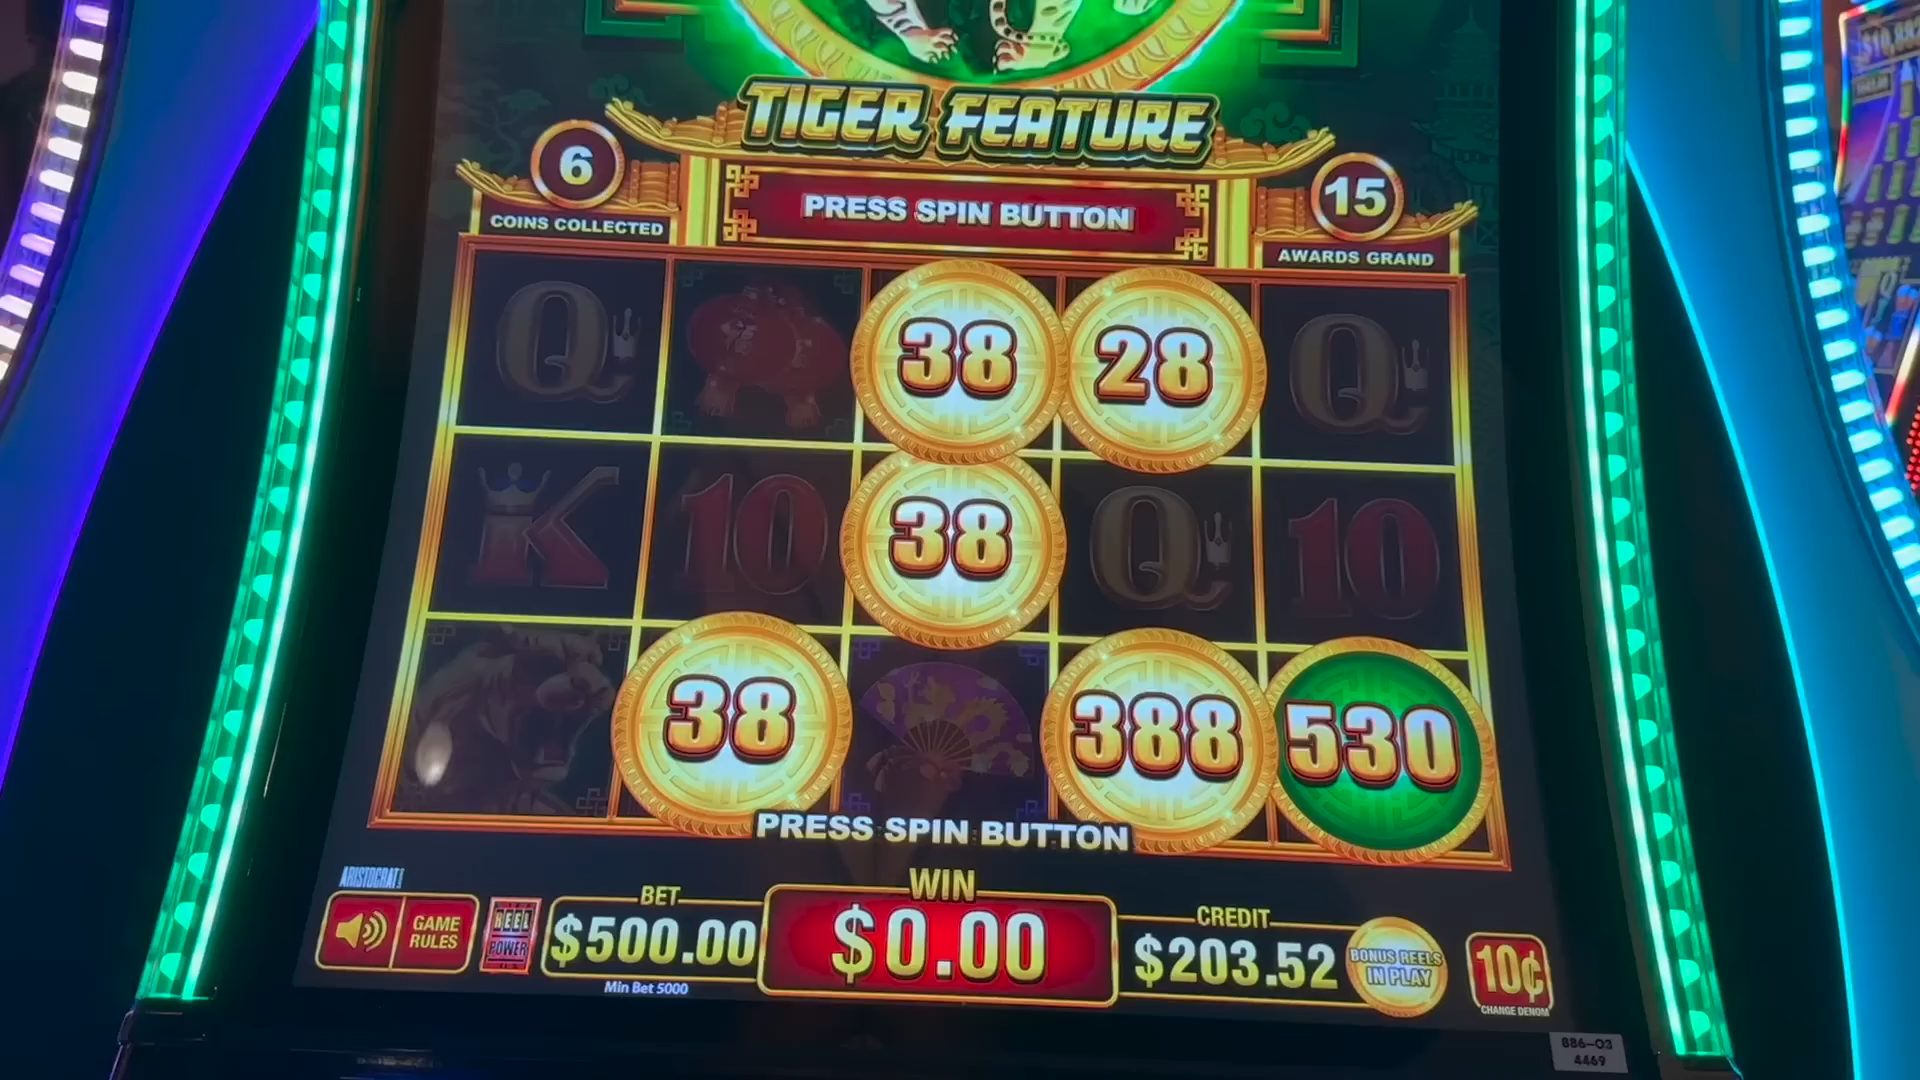 TIGER FEATURE
6
COINS COLLECTED
PRESS SPIN BUTTON
15
AWARDS GRAND
Q
38
28
Q
K
10
38
Q
10
38
388
530
PRESS SPIN BUTTON
ARISTOCRAT
GAME RULES
REEL POWER
BET
$500.00
Min Bet 5000
WIN
$0.00
CREDIT
$203.52
BONUS REELS
IN PLAY
10¢
CHANGE DENOM
886-03
4469